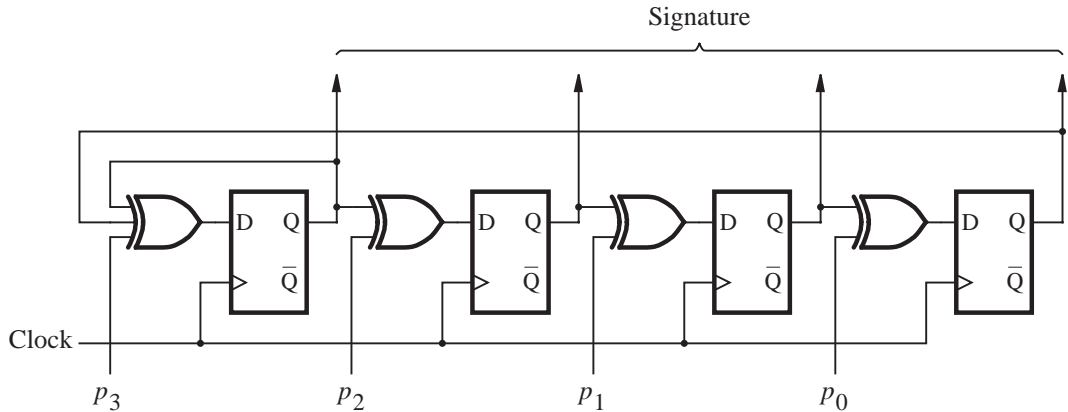 Signature
D Q D Q D Q D Q
Q̅ Q̅ Q̅ Q̅
Clock
p₃ p₂ p₁ p₀